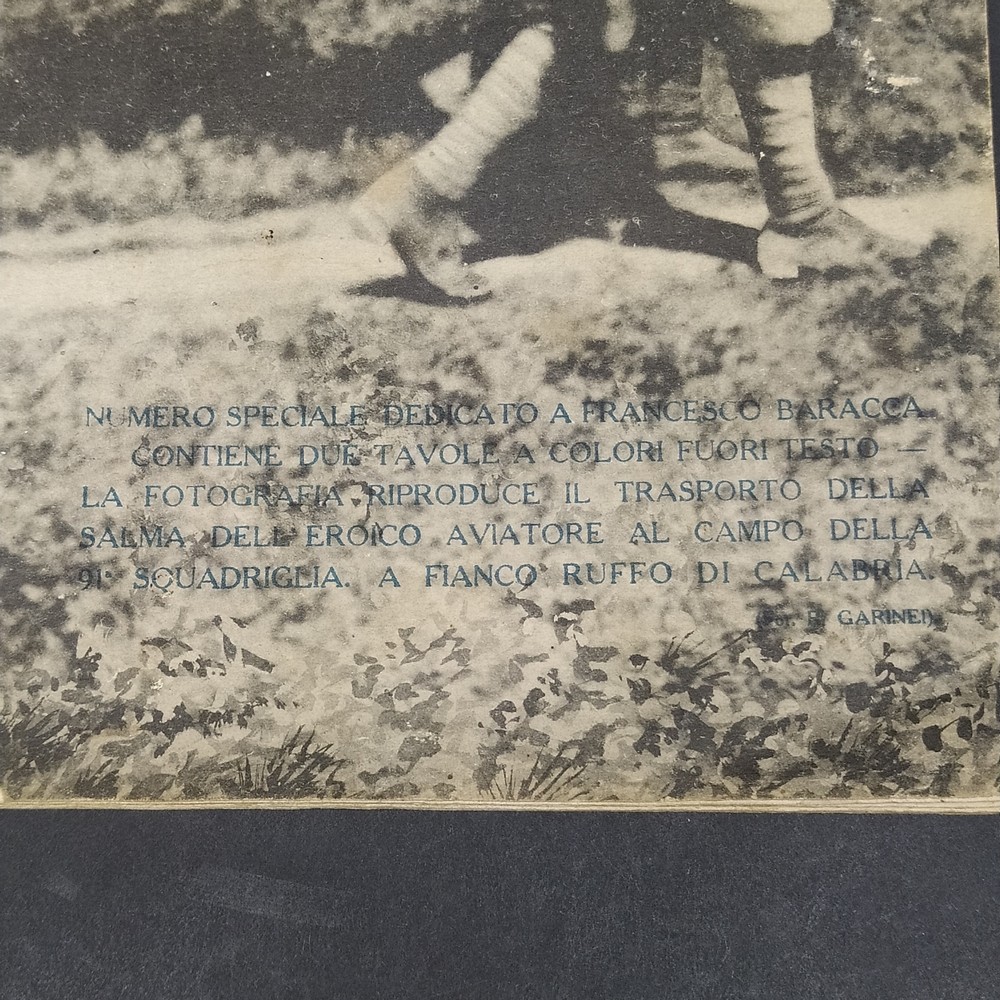 NUMERO SPECIALE DEDICATO A FRANCESCO BARACCA.
CONTIENE DUE TAVOLE A COLORI FUORI TESTO —
LA FOTOGRAFIA RIPRODUCE IL TRASPORTO DELLA
SALMA DELL'EROICO AVIATORE AL CAMPO DELLA
91ª SQUADRIGLIA. A FIANCO RUFFO DI CALABRIA.
GARINEI)